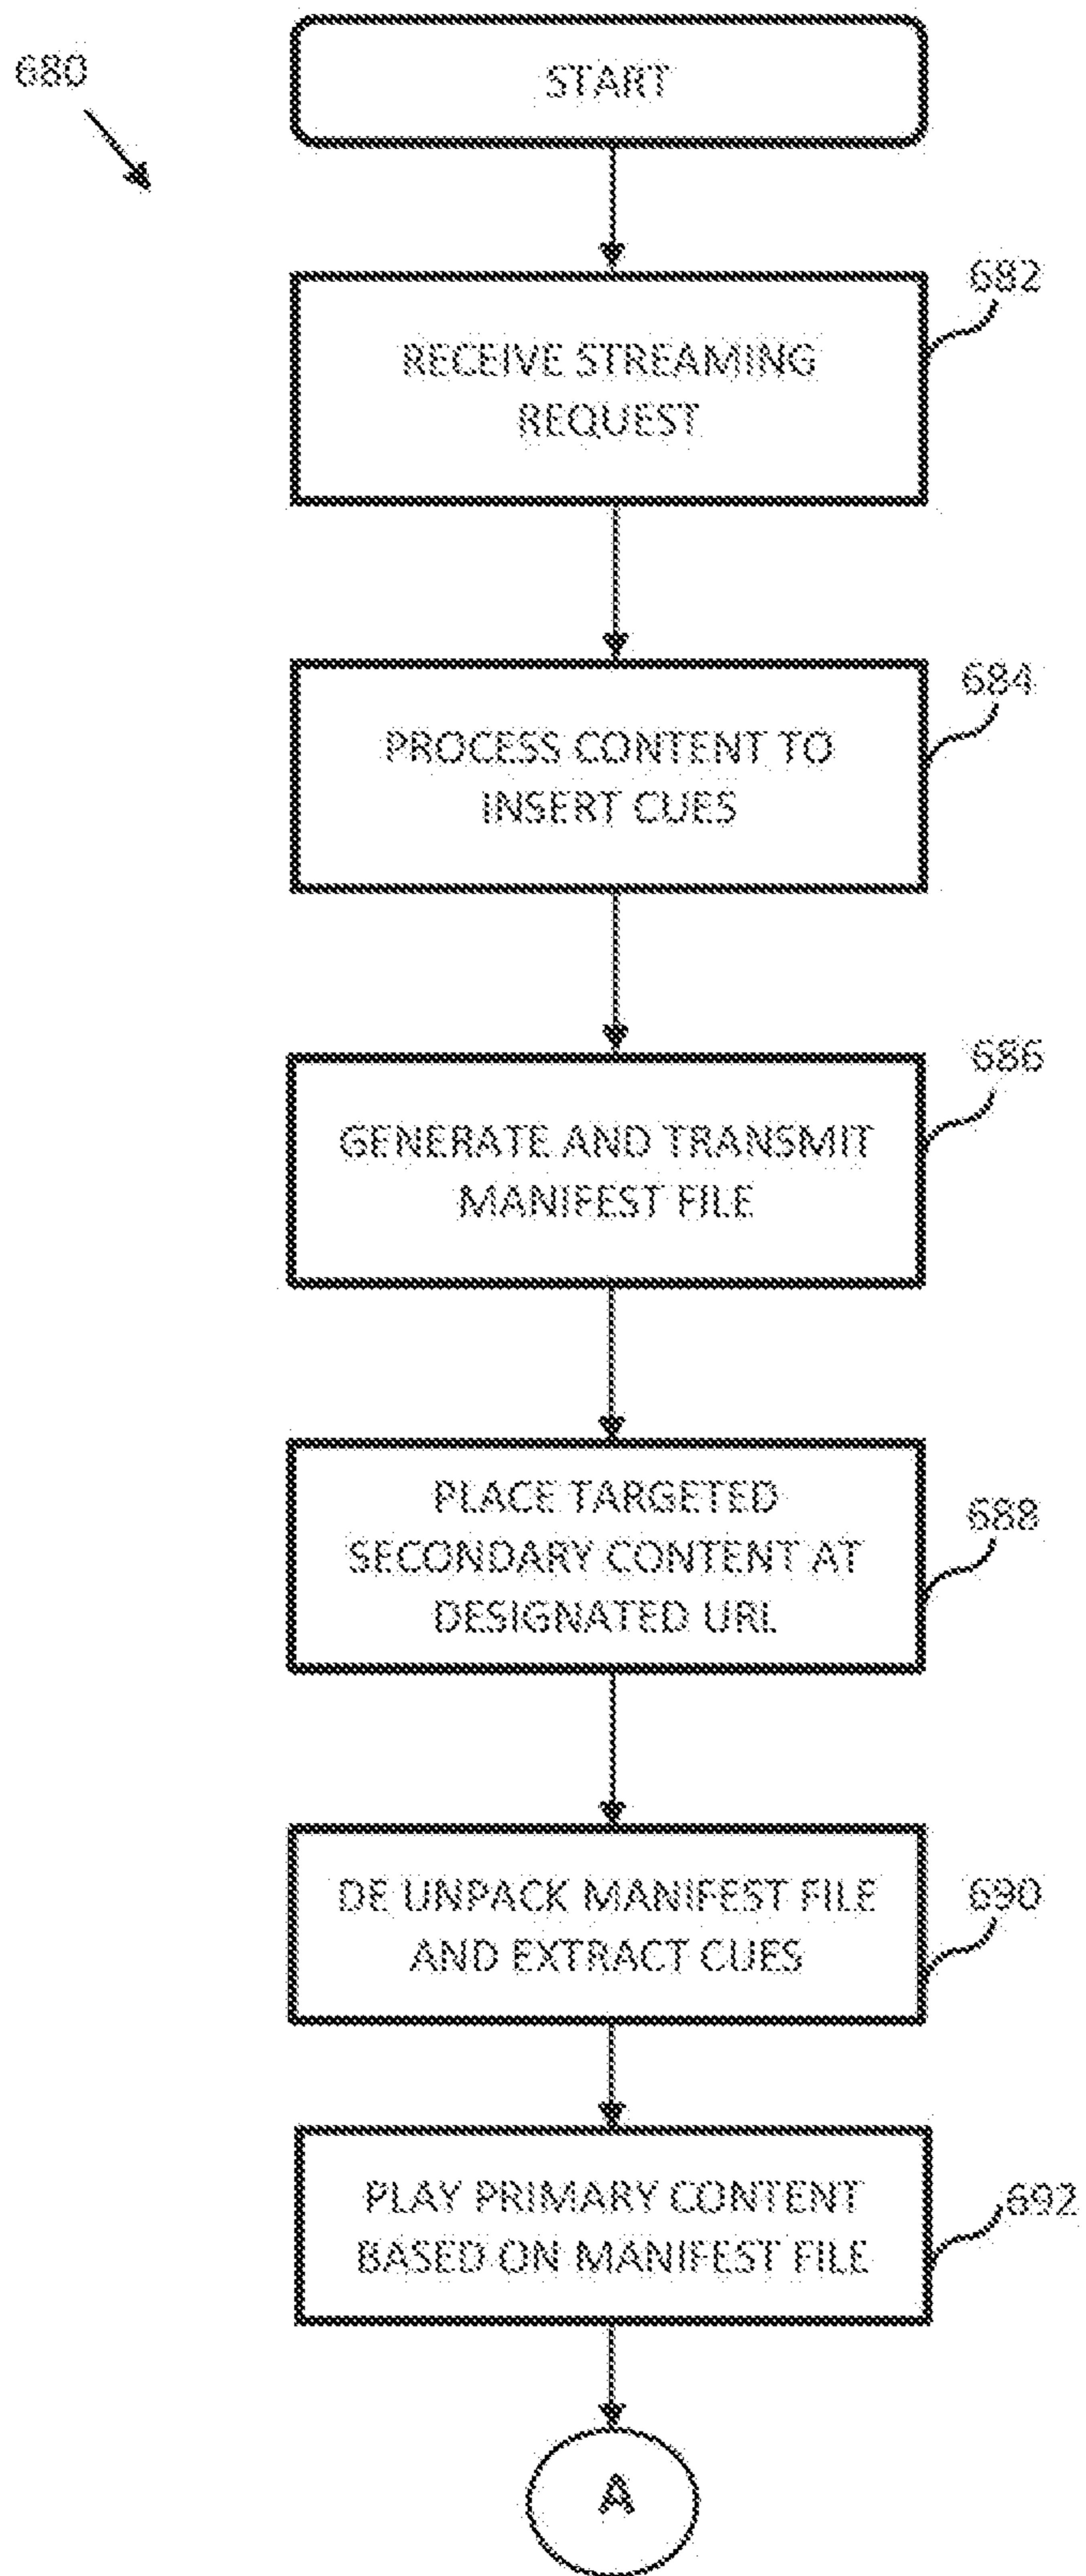 680
START
682
RECEIVE STREAMING
REQUEST
684
PROCESS CONTENT TO
INSERT CUES
686
GENERATE AND TRANSMIT
MANIFEST FILE
688
PLACE TARGETED
SECONDARY CONTENT AT
DESIGNATED URL
690
DE UNPACK MANIFEST FILE
AND EXTRACT CUES
692
PLAY PRIMARY CONTENT
BASED ON MANIFEST FILE
A